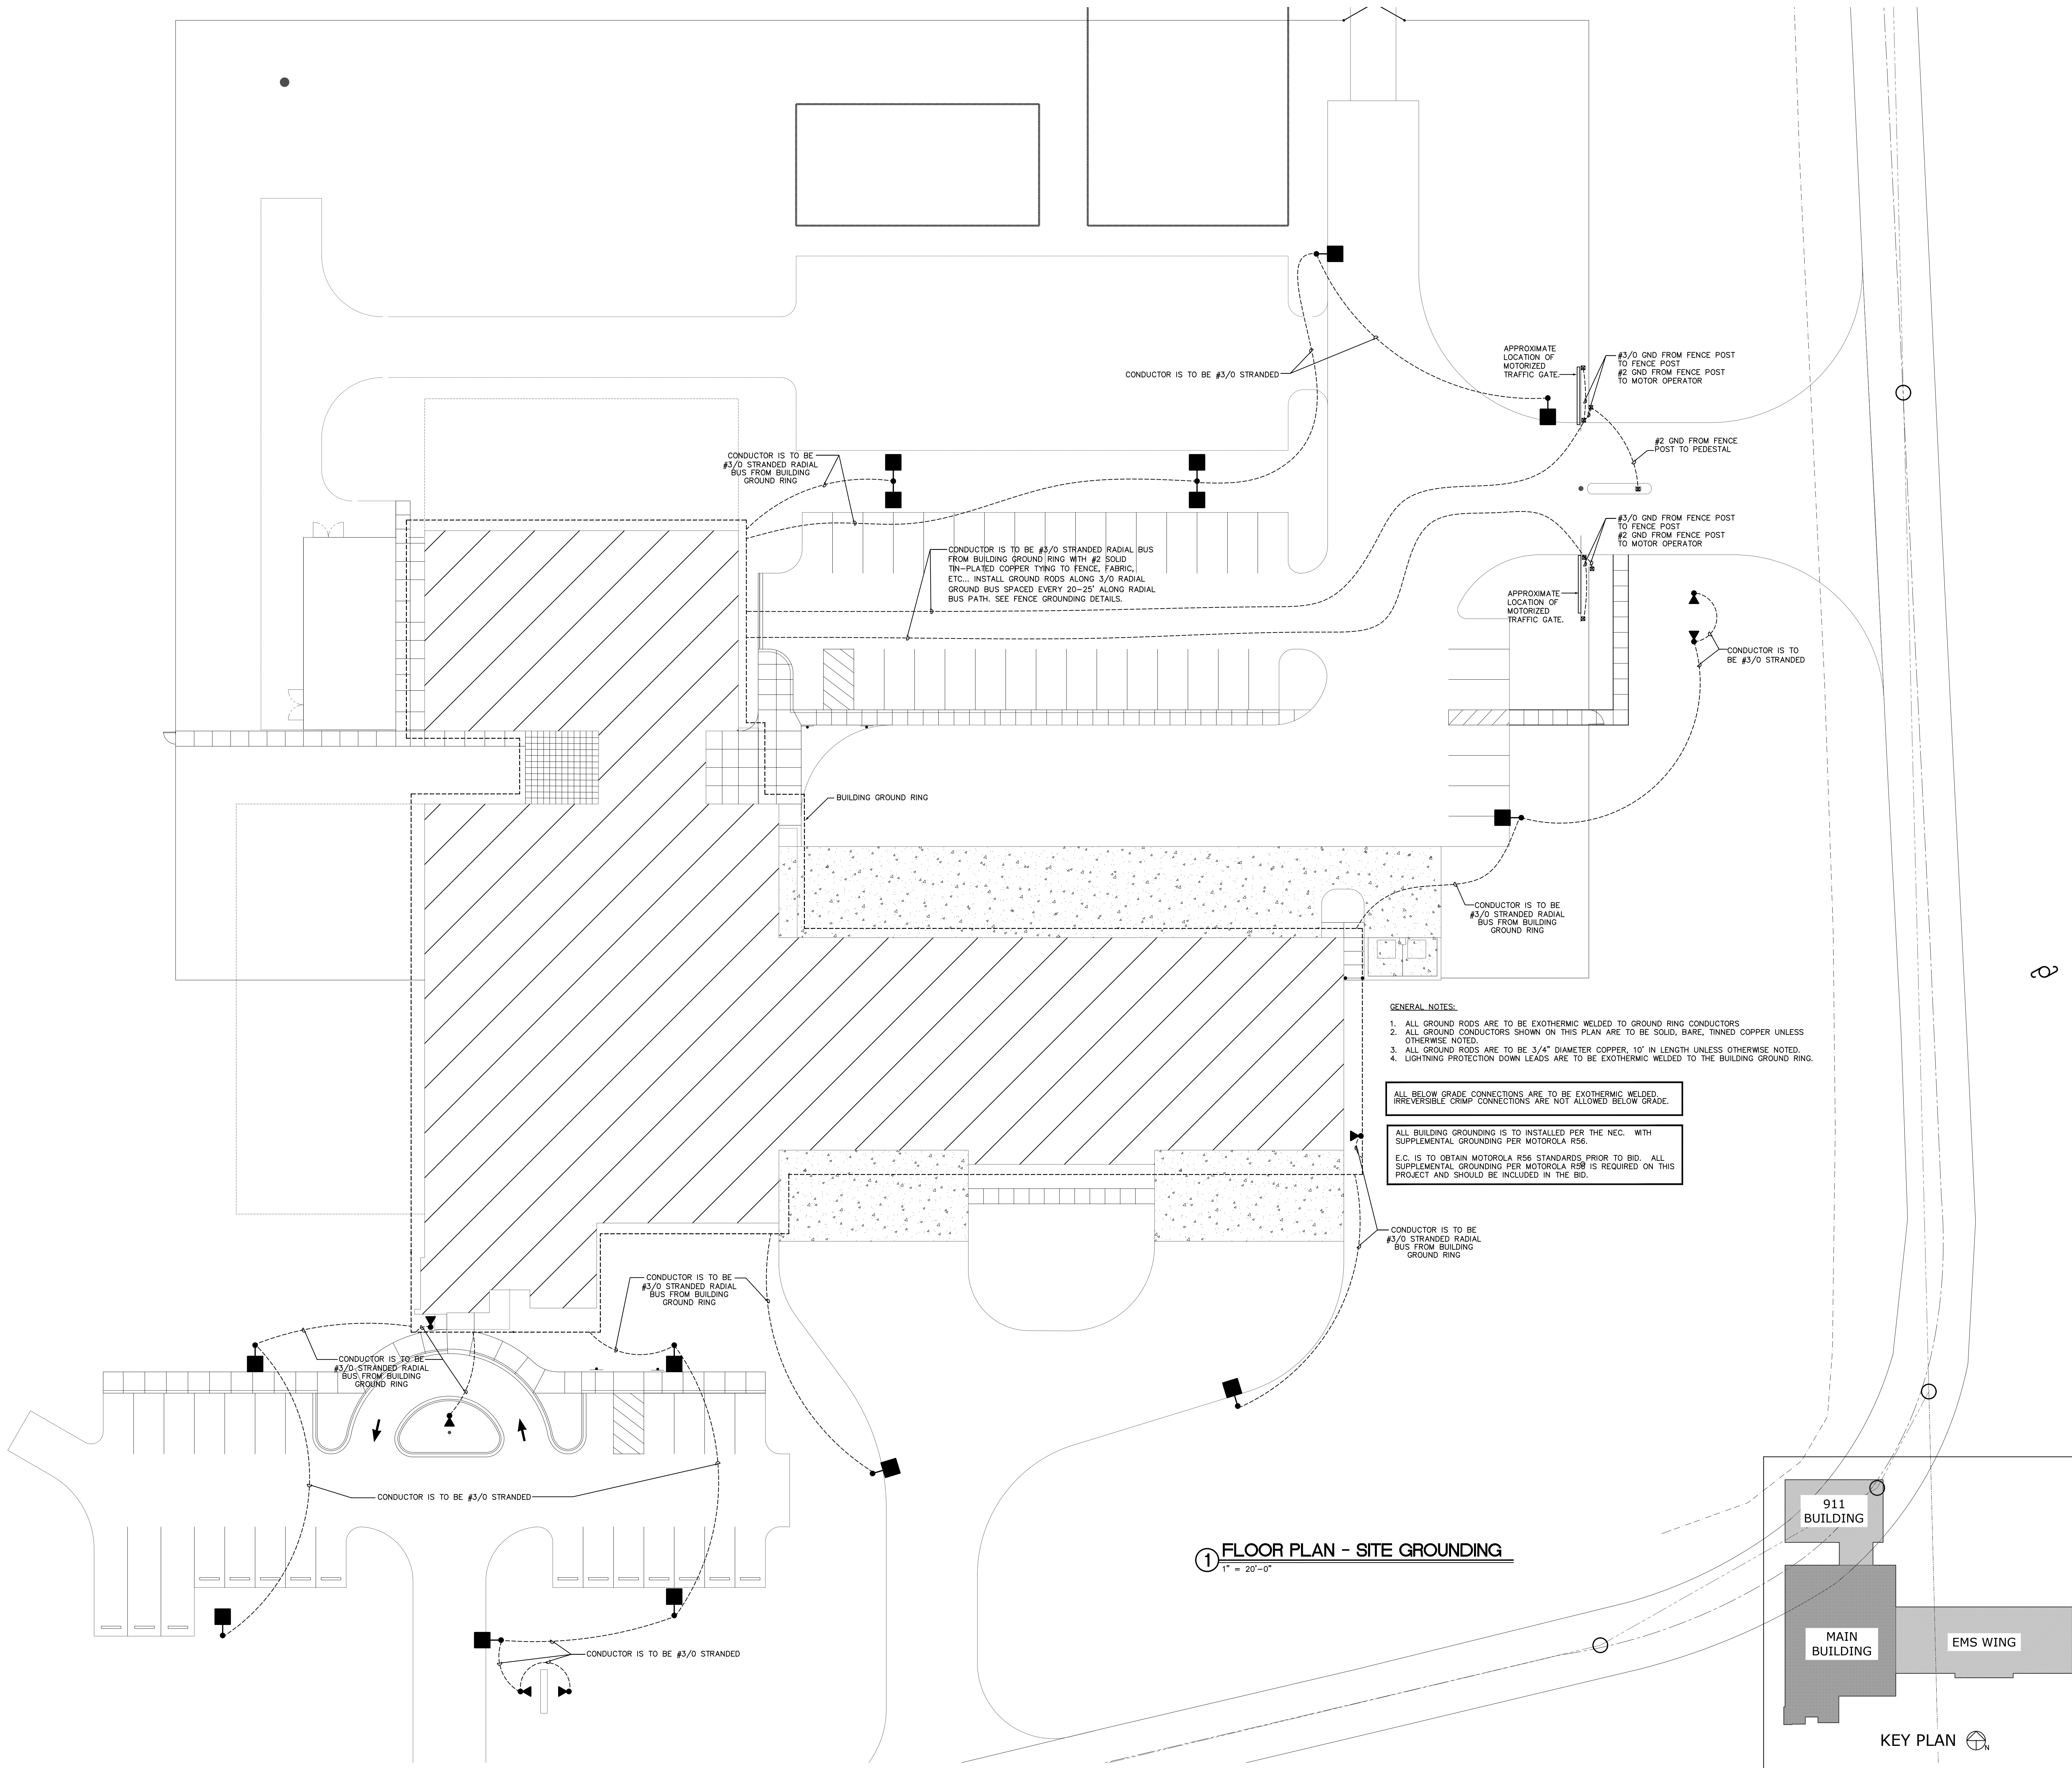 APPROXIMATE
LOCATION OF
MOTORIZED
TRAFFIC GATE.
#3/0 GND FROM FENCE POST
TO FENCE POST
#2 GND FROM FENCE POST
TO MOTOR OPERATOR
CONDUCTOR IS TO BE #3/0 STRANDED
#2 GND FROM FENCE
POST TO PEDESTAL
CONDUCTOR IS TO BE
#3/0 STRANDED RADIAL
BUS FROM BUILDING
GROUND RING
#3/0 GND FROM FENCE POST
TO FENCE POST
#2 GND FROM FENCE POST
TO MOTOR OPERATOR
CONDUCTOR IS TO BE #3/0 STRANDED RADIAL BUS
FROM BUILDING GROUND RING WITH #2 SOLID
TIN-PLATED COPPER TYING TO FENCE, FABRIC,
ETC... INSTALL GROUND RODS ALONG 3/0 RADIAL
GROUND BUS SPACED EVERY 20-25' ALONG RADIAL
BUS PATH. SEE FENCE GROUNDING DETAILS.
APPROXIMATE
LOCATION OF
MOTORIZED
TRAFFIC GATE.
CONDUCTOR IS TO
BE #3/0 STRANDED
BUILDING GROUND RING
CONDUCTOR IS TO BE
#3/0 STRANDED RADIAL
BUS FROM BUILDING
GROUND RING
GENERAL NOTES:
1. ALL GROUND RODS ARE TO BE EXOTHERMIC WELDED TO GROUND RING CONDUCTORS
2. ALL GROUND CONDUCTORS SHOWN ON THIS PLAN ARE TO BE SOLID, BARE, TINNED COPPER UNLESS
OTHERWISE NOTED.
3. ALL GROUND RODS ARE TO BE 3/4" DIAMETER COPPER, 10' IN LENGTH UNLESS OTHERWISE NOTED.
4. LIGHTNING PROTECTION DOWN LEADS ARE TO BE EXOTHERMIC WELDED TO THE BUILDING GROUND RING.
ALL BELOW GRADE CONNECTIONS ARE TO BE EXOTHERMIC WELDED.
IRREVERSIBLE CRIMP CONNECTIONS ARE NOT ALLOWED BELOW GRADE.
ALL BUILDING GROUNDING IS TO INSTALLED PER THE NEC. WITH
SUPPLEMENTAL GROUNDING PER MOTOROLA R56.
E.C. IS TO OBTAIN MOTOROLA R56 STANDARDS PRIOR TO BID. ALL
SUPPLEMENTAL GROUNDING PER MOTOROLA R56 IS REQUIRED ON THIS
PROJECT AND SHOULD BE INCLUDED IN THE BID.
CONDUCTOR IS TO BE
#3/0 STRANDED RADIAL
BUS FROM BUILDING
GROUND RING
CONDUCTOR IS TO BE
#3/0 STRANDED RADIAL
BUS FROM BUILDING
GROUND RING
CONDUCTOR IS TO BE
#3/0 STRANDED RADIAL
BUS FROM BUILDING
GROUND RING
CONDUCTOR IS TO BE #3/0 STRANDED
CONDUCTOR IS TO BE #3/0 STRANDED
1 FLOOR PLAN - SITE GROUNDING
1" = 20'-0"
911
BUILDING
MAIN
BUILDING
EMS WING
KEY PLAN
N